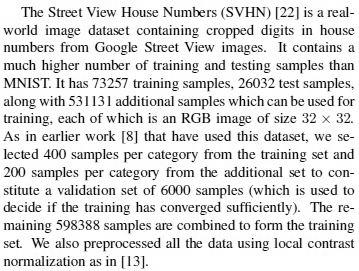 The Street View House Numbers (SVHN) [22] is a real-
world image dataset containing cropped digits in house
numbers from Google Street View images. It contains a
much higher number of training and testing samples than
MNIST. It has 73257 training samples, 26032 test samples,
along with 531131 additional samples which can be used for
training, each of which is an RGB image of size 32 × 32.
As in earlier work [8] that have used this dataset, we se-
lected 400 samples per category from the training set and
200 samples per category from the additional set to con-
stitute a validation set of 6000 samples (which is used to
decide if the training has converged sufficiently). The re-
maining 598388 samples are combined to form the training
set. We also preprocessed all the data using local contrast
normalization as in [13].